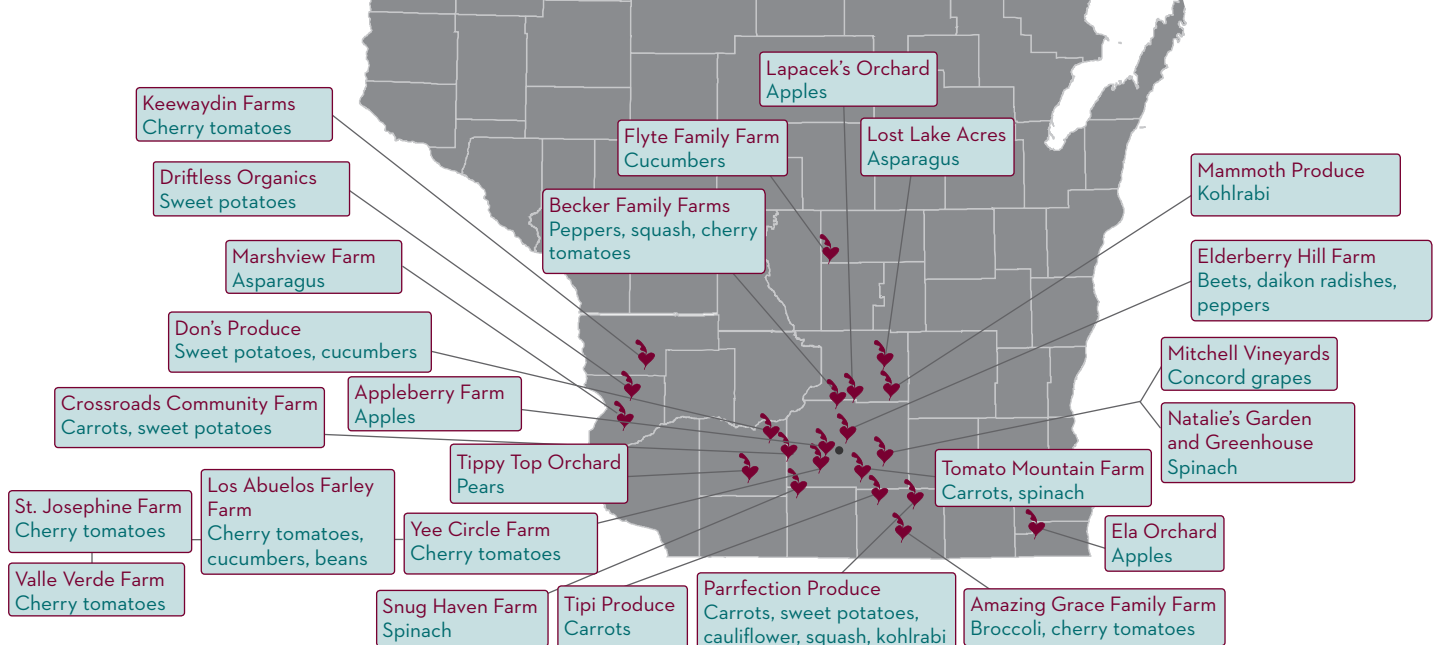 Lapacek's Orchard
Apples
Keewaydin Farms
Cherry tomatoes
Flyte Family Farm
Cucumbers
Lost Lake Acres
Asparagus
Mammoth Produce
Kohlrabi
Driftless Organics
Sweet potatoes
Becker Family Farms
Peppers, squash, cherry
tomatoes
Marshview Farm
Asparagus
Elderberry Hill Farm
Beets, daikon radishes,
peppers
Don's Produce
Sweet potatoes, cucumbers
Mitchell Vineyards
Concord grapes
Appleberry Farm
Apples
Crossroads Community Farm
Carrots, sweet potatoes
Natalie's Garden
and Greenhouse
Spinach
Tippy Top Orchard
Pears
Tomato Mountain Farm
Carrots, spinach
Los Abuelos Farley
Farm
Cherry tomatoes,
cucumbers, beans
St. Josephine Farm
Cherry tomatoes
Yee Circle Farm
Cherry tomatoes
Ela Orchard
Apples
Valle Verde Farm
Cherry tomatoes
Snug Haven Farm
Spinach
Tipi Produce
Carrots
Parrfection Produce
Carrots, sweet potatoes,
cauliflower, squash, kohlrabi
Amazing Grace Family Farm
Broccoli, cherry tomatoes